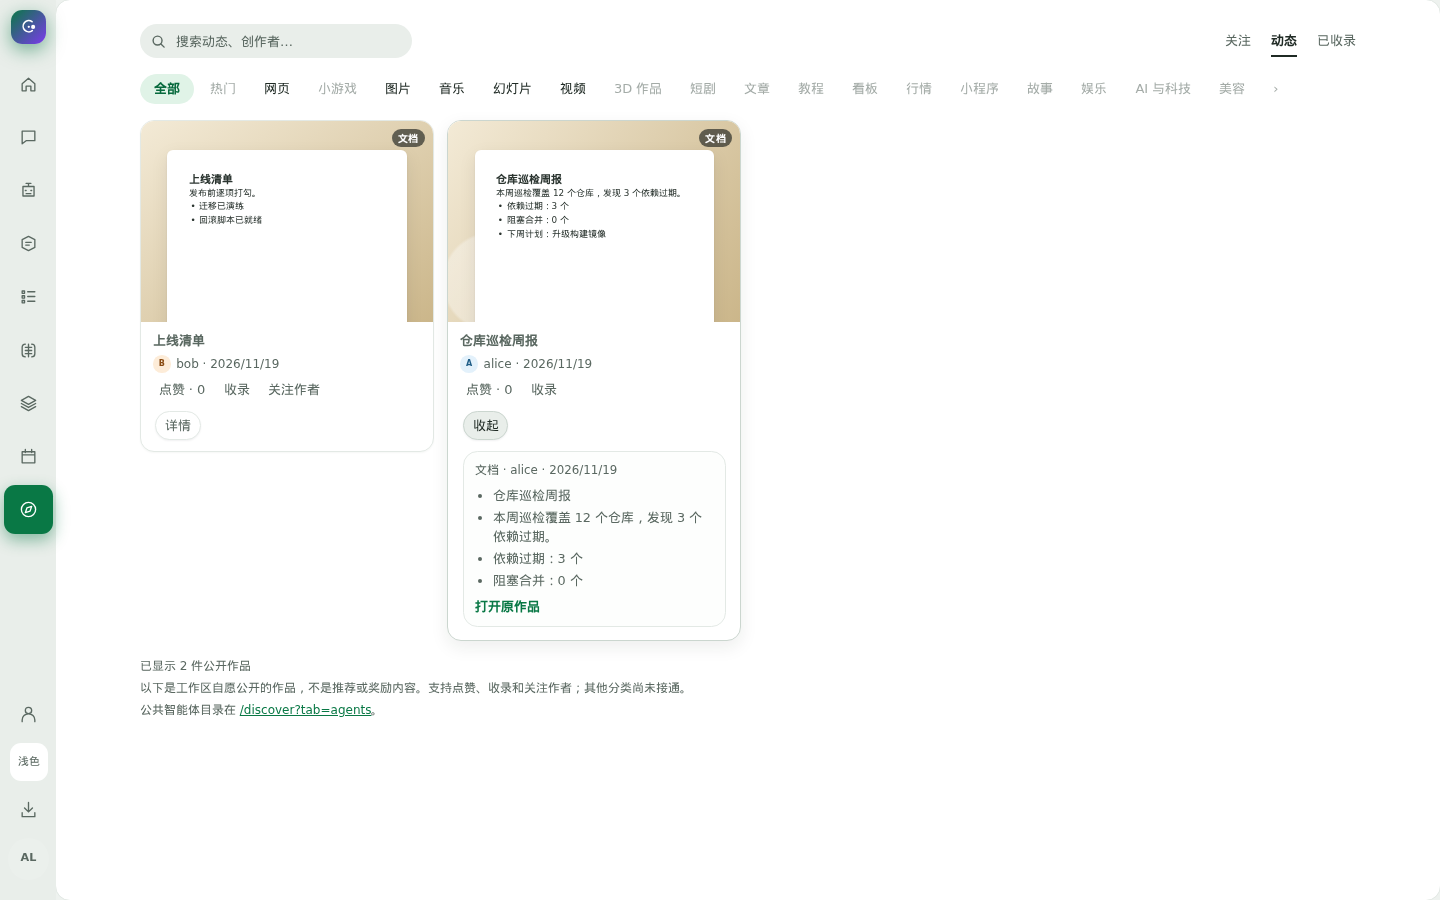 搜索动态、创作者...
关注 动态 已收录
全部 热门 网页 小游戏 图片 音乐 幻灯片 视频 3D 作品 短剧 文章 教程 看板 行情 小程序 故事 娱乐 AI 与科技 美容 ›
文档
上线清单
发布前逐项打勾。
• 迁移已演练
• 回滚脚本已就绪
上线清单
B bob · 2026/11/19
点赞 · 0 收录 关注作者
详情
文档
仓库巡检周报
本周巡检覆盖 12 个仓库，发现 3 个依赖过期。
• 依赖过期：3 个
• 阻塞合并：0 个
• 下周计划：升级构建镜像
仓库巡检周报
A alice · 2026/11/19
点赞 · 0 收录
收起
文档 · alice · 2026/11/19
• 仓库巡检周报
• 本周巡检覆盖 12 个仓库，发现 3 个
依赖过期。
• 依赖过期：3 个
• 阻塞合并：0 个
打开原作品
已显示 2 件公开作品
以下是工作区自愿公开的作品，不是推荐或奖励内容。支持点赞、收录和关注作者；其他分类尚未接通。
公共智能体目录在 /discover?tab=agents。
浅色
AL